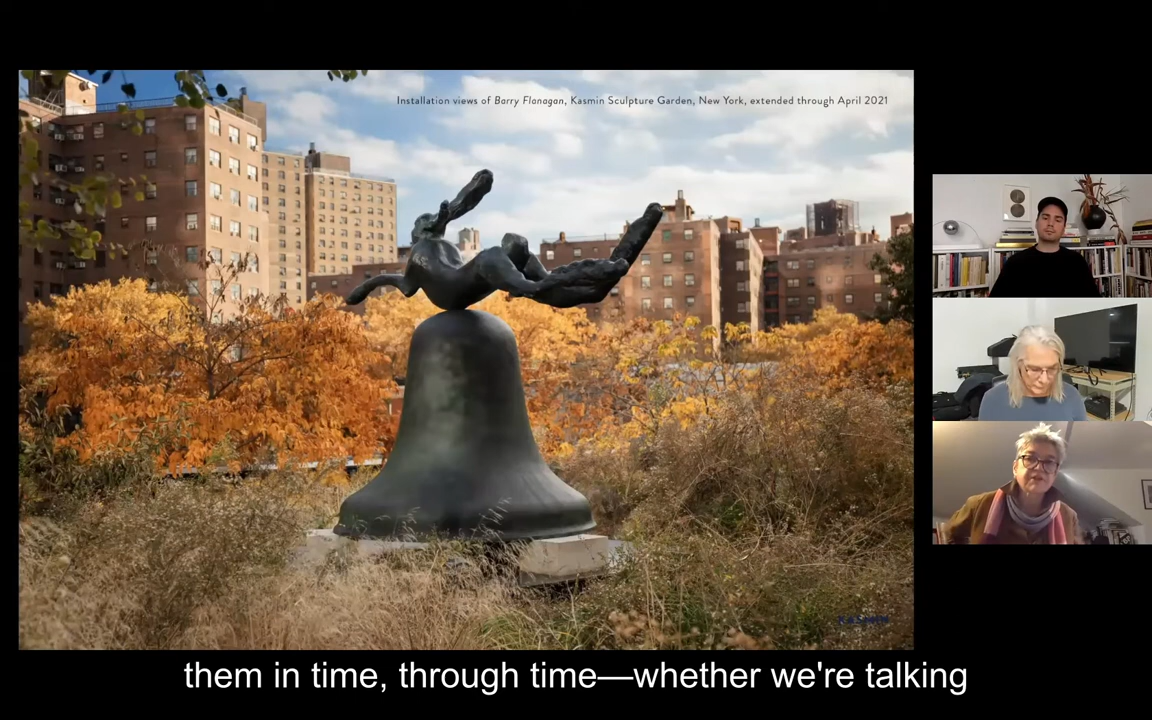 Installation views of Barry Flanagan, Kasmin Sculpture Garden, New York, extended through April 2021
kasmin
them in time, through time—whether we're talking